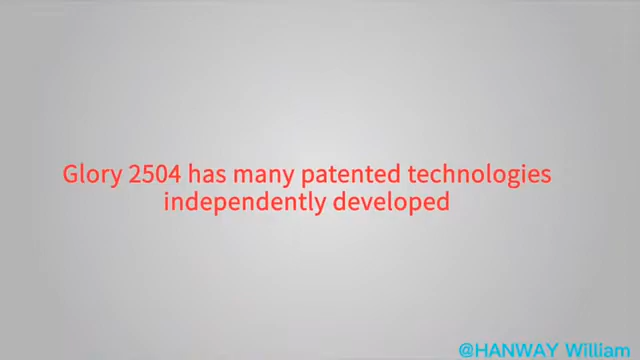 Glory 2504 has many patented technologies
independently developed
@HANWAY William